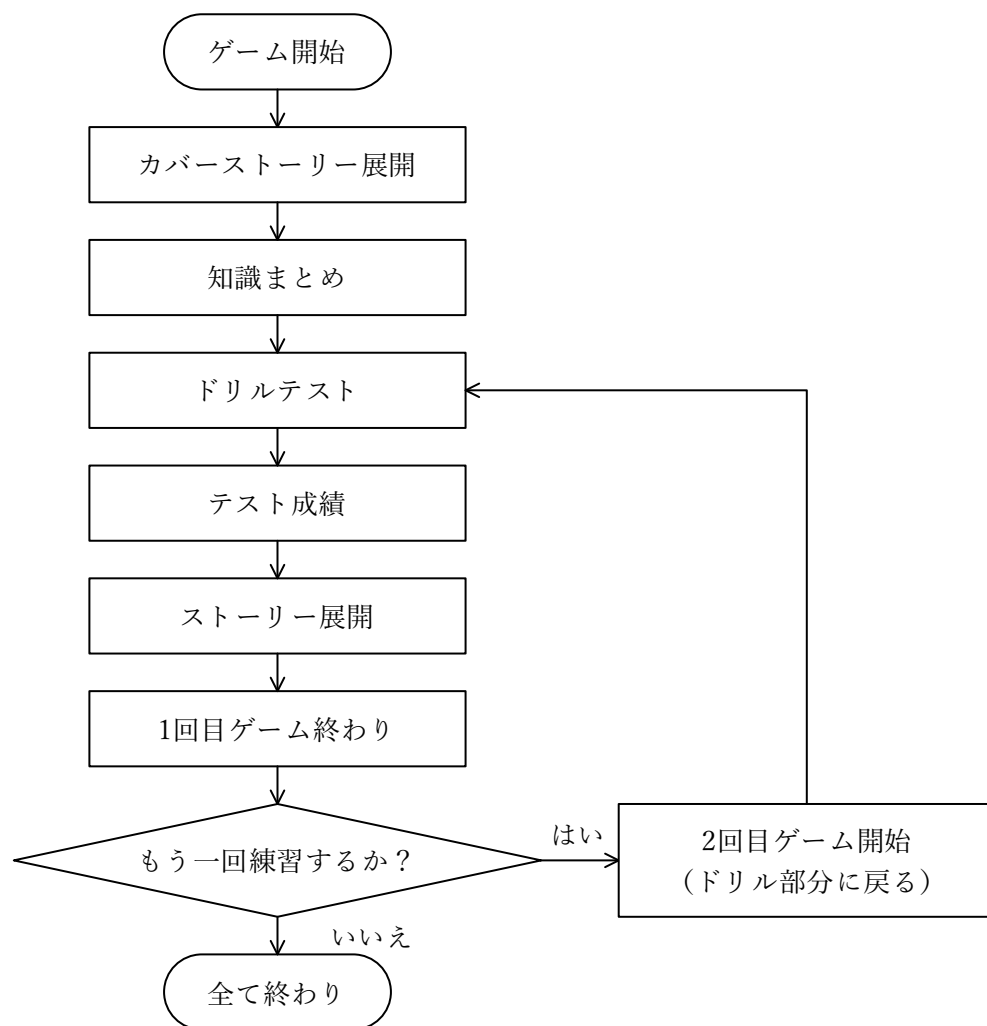 ゲーム開始
カバーストーリー展開
知識まとめ
ドリルテスト
テスト成績
ストーリー展開
1回目ゲーム終わり
もう一回練習するか？
はい
2回目ゲーム開始
（ドリル部分に戻る）
いいえ
全て終わり